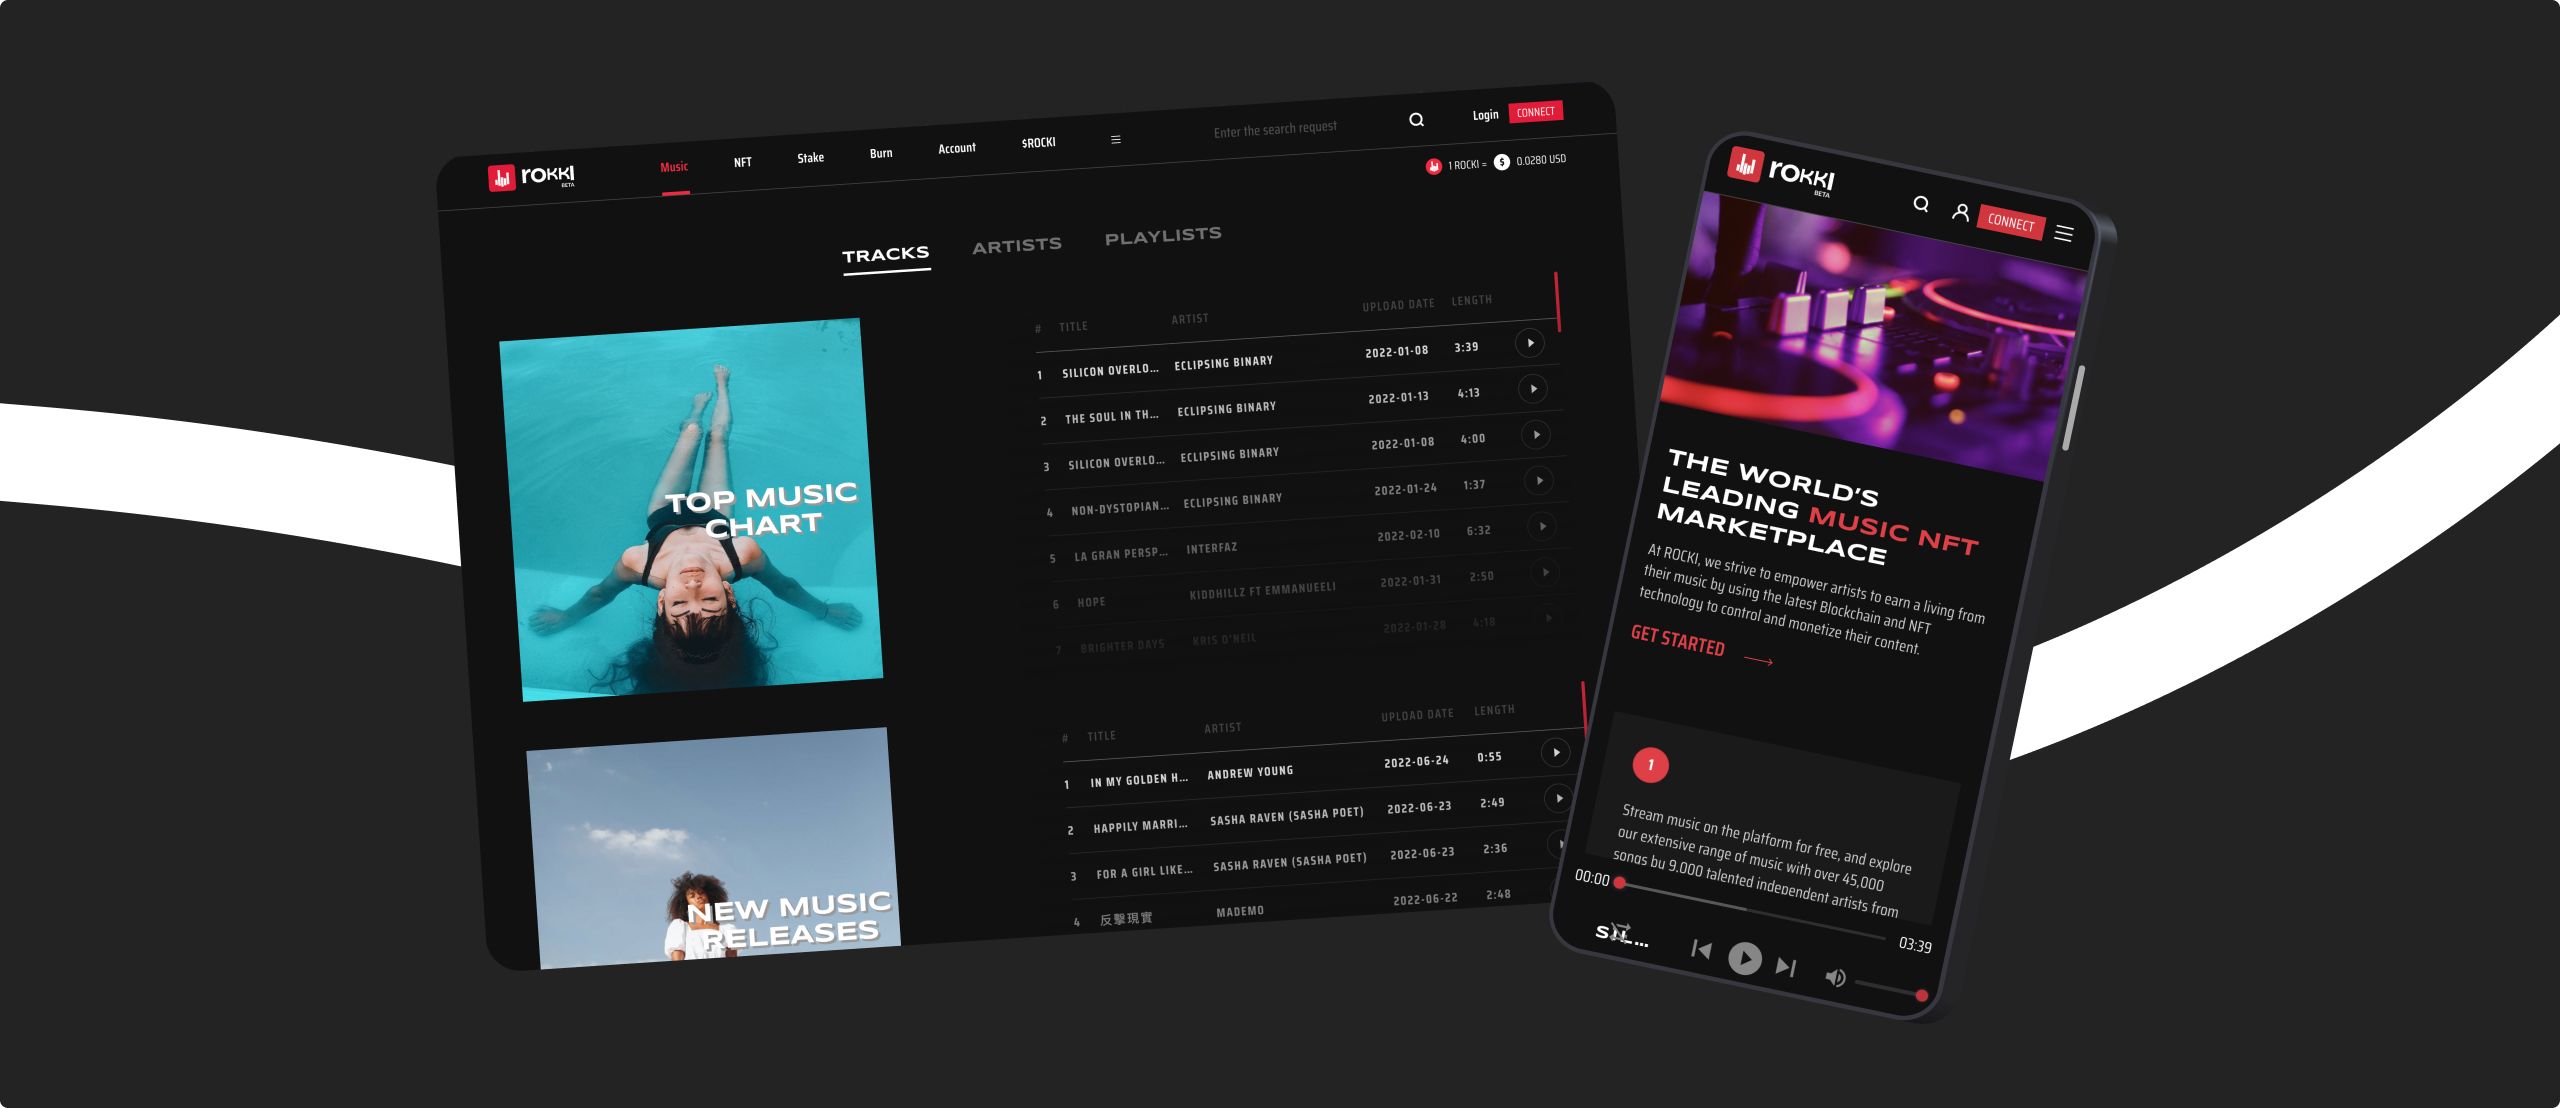 rokki
BETA
Music NFT Stake Burn Account $ROCKI
Enter the search request
Login CONNECT
1 ROCKI = $ 0.0280 USD
TRACKS ARTISTS PLAYLISTS
TOP MUSIC
CHART
# TITLE ARTIST UPLOAD DATE LENGTH
1 SILICON OVERLO... ECLIPSING BINARY 2022-01-08 3:39
2 THE SOUL IN TH... ECLIPSING BINARY 2022-01-13 4:13
3 SILICON OVERLO... ECLIPSING BINARY 2022-01-08 4:00
4 NON-DYSTOPIAN... ECLIPSING BINARY 2022-01-24 1:37
5 LA GRAN PERSP... INTERFAZ 2022-02-10 6:32
6 HOPE KIDDHILLZ FT EMMANUEELI 2022-01-31 2:50
7 BRIGHTER DAYS KRIS O'NEIL 2022-01-28 4:18
NEW MUSIC
RELEASES
# TITLE ARTIST UPLOAD DATE LENGTH
1 IN MY GOLDEN H... ANDREW YOUNG 2022-06-24 0:55
2 HAPPILY MARRI... SASHA RAVEN (SASHA POET) 2022-06-23 2:49
3 FOR A GIRL LIKE... SASHA RAVEN (SASHA POET) 2022-06-23 2:36
4 反擊現實 MADEMO 2022-06-22 2:48
rokki
BETA
CONNECT
THE WORLD'S
LEADING MUSIC NFT
MARKETPLACE
At ROCKI, we strive to empower artists to earn a living from
their music by using the latest Blockchain and NFT
technology to control and monetize their content.
GET STARTED
1
Stream music on the platform for free, and explore
our extensive range of music with over 45,000
songs by 9,000 talented independent artists from
00:00
03:39
SIL...